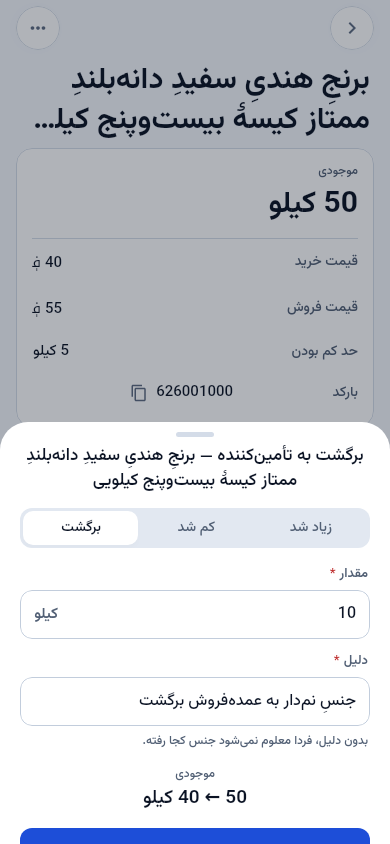 برنجِ هندیِ سفیدِ دانه‌بلندِ
ممتاز کیسهٔ بیست‌وپنج کیل...
موجودی
50 کیلو
قیمت خرید
40 ؋
قیمت فروش
55 ؋
حد کم بودن
5 کیلو
بارکد
626001000
برگشت به تأمین‌کننده — برنجِ هندیِ سفیدِ دانه‌بلندِ
ممتاز کیسهٔ بیست‌وپنج کیلویی
زیاد شد
کم شد
برگشت
مقدار *
10
کیلو
دلیل *
جنسِ نم‌دار به عمده‌فروش برگشت
بدون دلیل، فردا معلوم نمی‌شود جنس کجا رفته.
موجودی
50 ← 40 کیلو